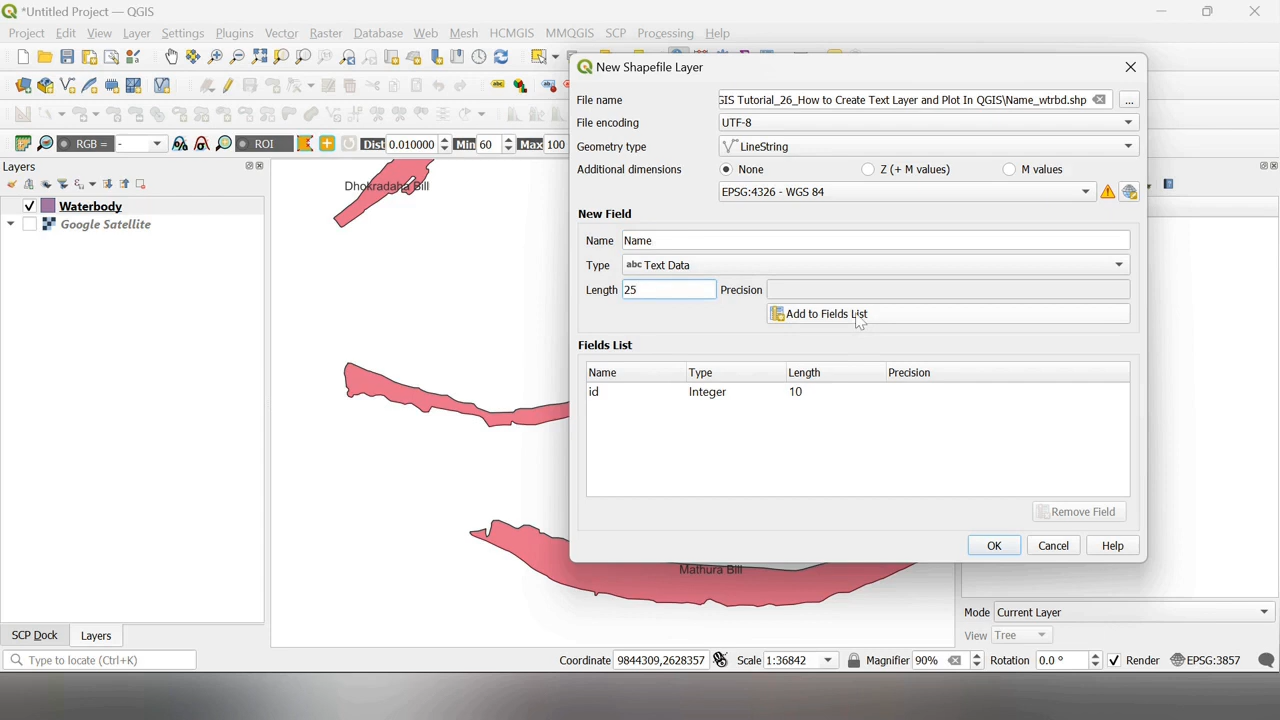 *Untitled Project — QGIS
Project Edit View Layer Settings Plugins Vector Raster Database Web Mesh HCMGIS MMQGIS SCP Processing Help
RGB = - ROI Dist 0.010000 Min 60 Max 100
Layers
Waterbody
Google Satellite
SCP Dock Layers
Type to locate (Ctrl+K)
Dhokradaha Bill
Mathura Bill
New Shapefile Layer
File name GIS Tutorial_26_How to Create Text Layer and Plot In QGIS\Name_wtrbd.shp ...
File encoding UTF-8
Geometry type LineString
Additional dimensions None Z (+ M values) M values
EPSG:4326 - WGS 84
New Field
Name Name
Type abc Text Data
Length 25 Precision
Add to Fields List
Fields List
Name Type Length Precision
id Integer 10
Remove Field
OK Cancel Help
Mode Current Layer
View Tree
Coordinate 9844309,2628357 Scale 1:36842 Magnifier 90% Rotation 0.0 ° Render EPSG:3857